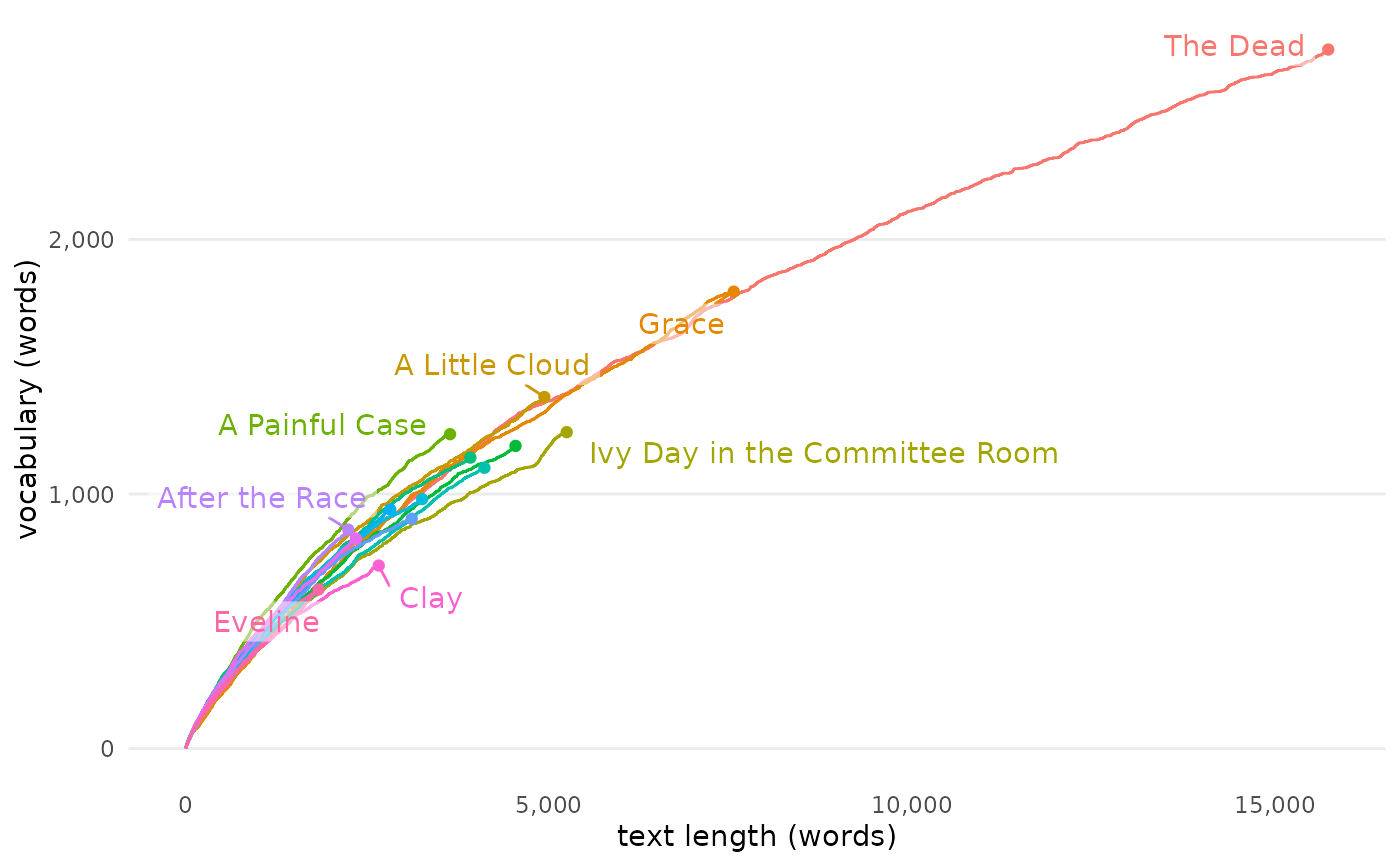 The Dead
2,000
Grace
A Little Cloud
A Painful Case
Ivy Day in the Committee Room
1,000
After the Race
Clay
Eveline
0
vocabulary (words)
0
5,000
10,000
15,000
text length (words)